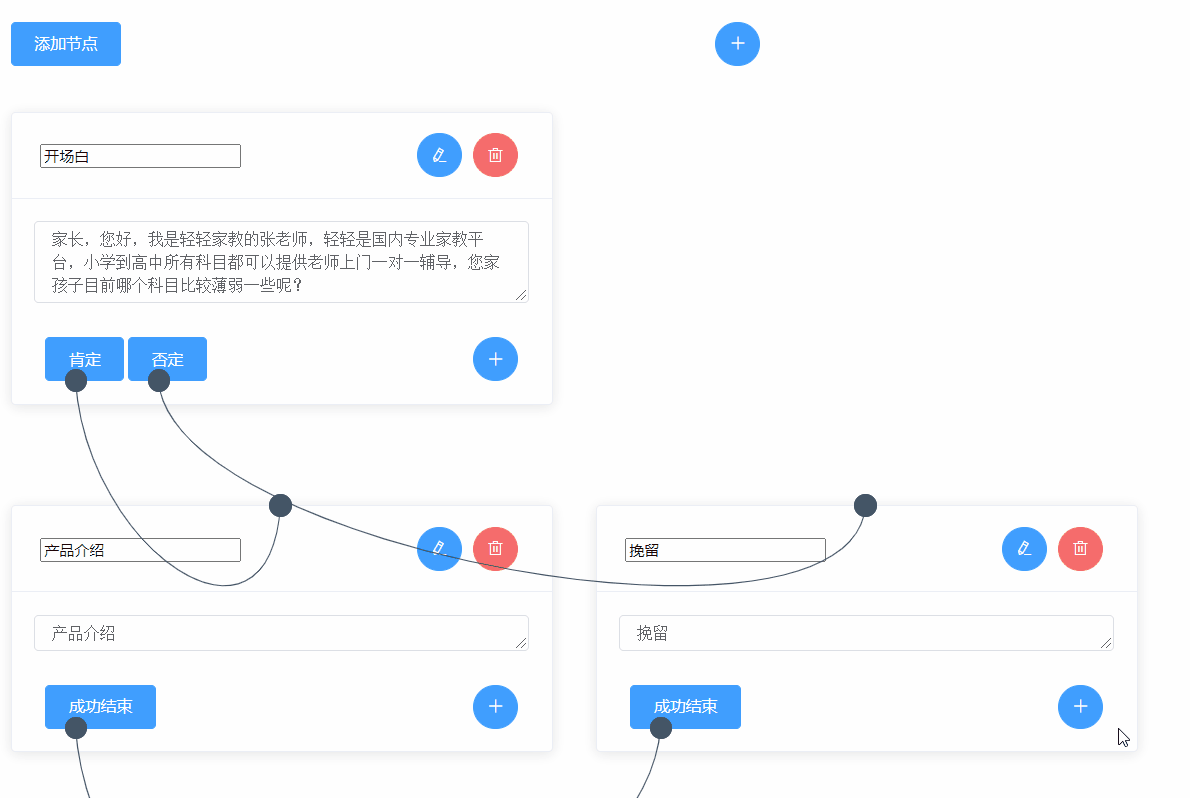 添加节点
开场白
家长，您好，我是轻轻家教的张老师，轻轻是国内专业家教平
台，小学到高中所有科目都可以提供老师上门一对一辅导，您家
孩子目前哪个科目比较薄弱一些呢？
肯定
否定
产品介绍
产品介绍
成功结束
挽留
挽留
成功结束